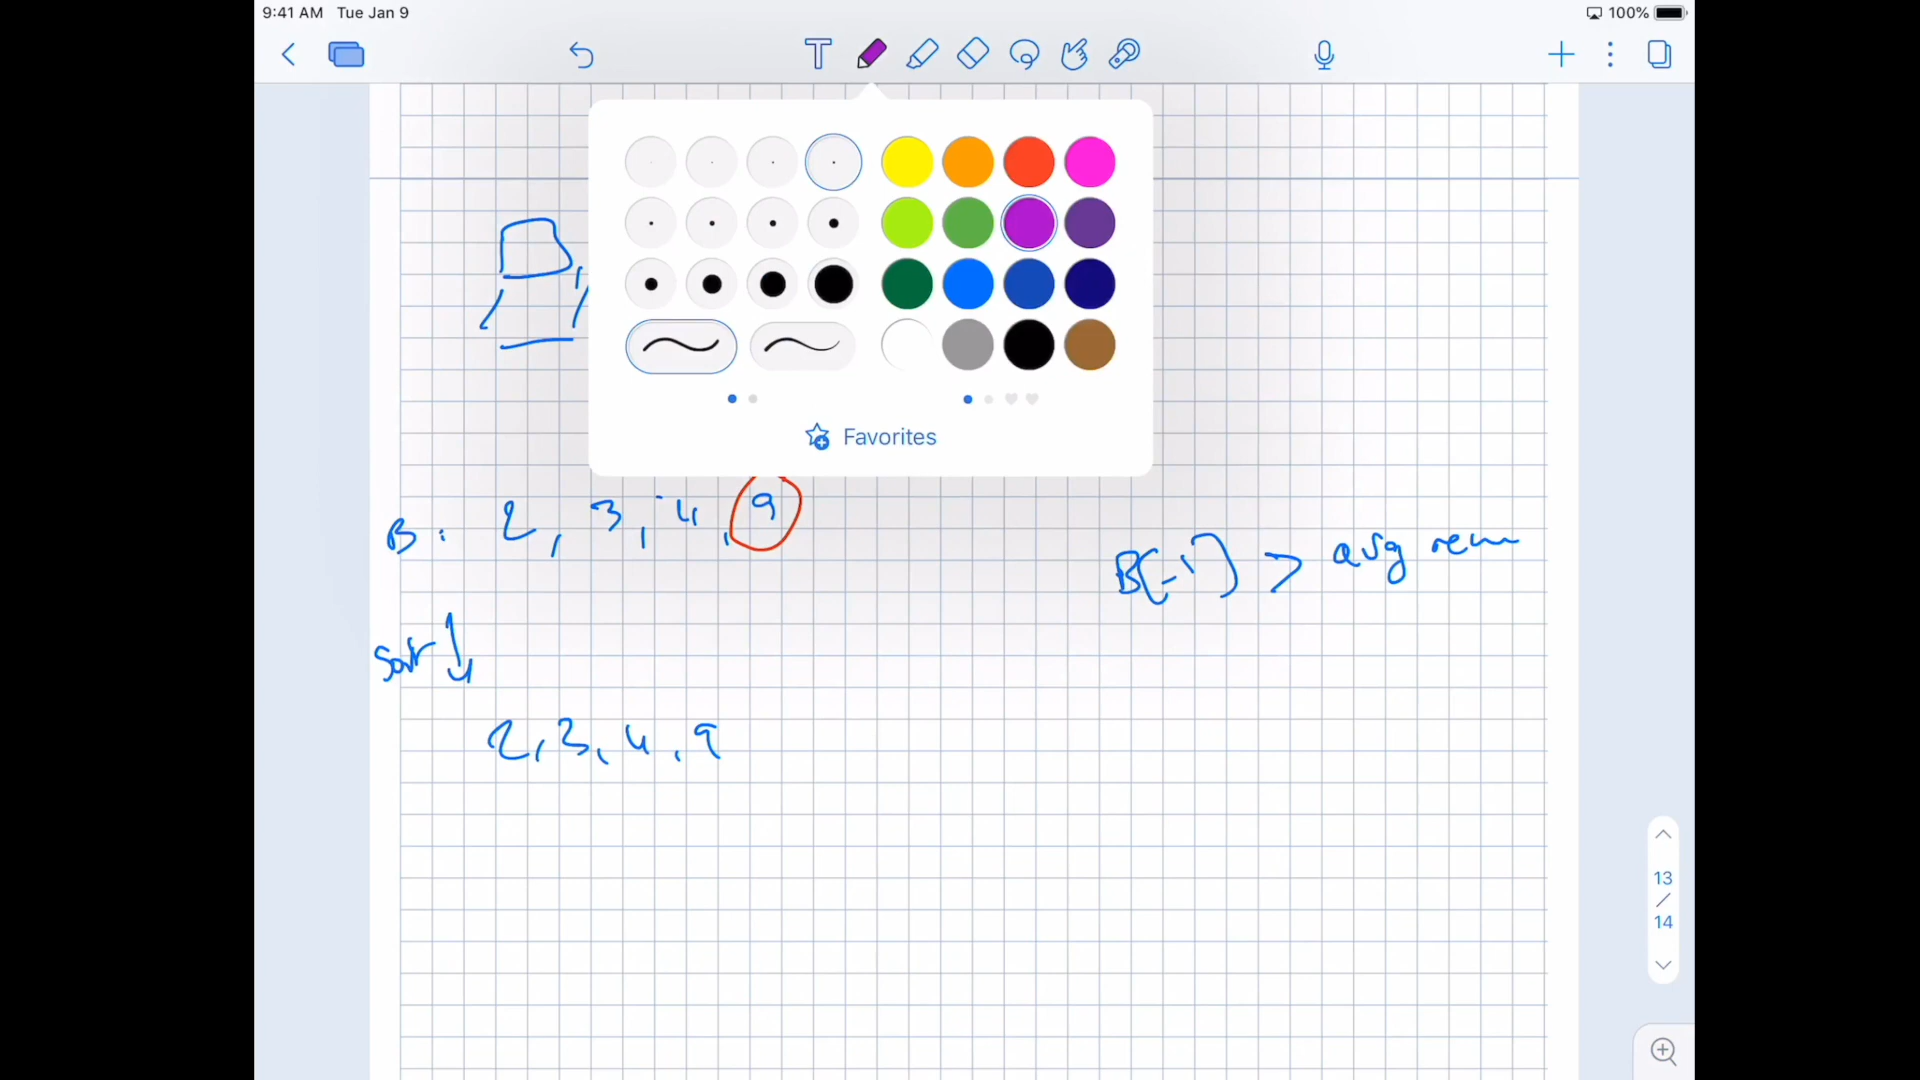 9:41 AM Tue Jan 9
100%
T
Favorites
B: 2, 3, 4, 9
B[-1] > avg rem
Sort ↓
2, 3, 4, 9
13
/
14